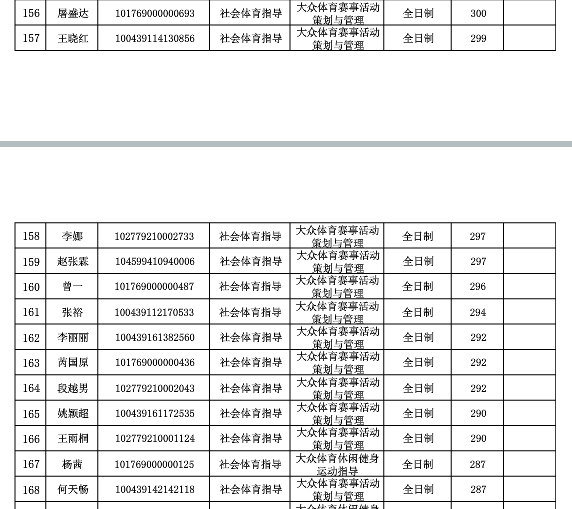 156 屠盛达 101769000000693 社会体育指导 大众体育赛事活动策划与管理 全日制 300
157 王晓红 100439114130856 社会体育指导 大众体育赛事活动策划与管理 全日制 299
158 李娜 102779210002733 社会体育指导 大众体育赛事活动策划与管理 全日制 297
159 赵张霖 104599410940006 社会体育指导 大众体育赛事活动策划与管理 全日制 297
160 曾一 101769000000487 社会体育指导 大众体育赛事活动策划与管理 全日制 296
161 张裕 100439112170533 社会体育指导 大众体育赛事活动策划与管理 全日制 294
162 李丽丽 100439161382560 社会体育指导 大众体育赛事活动策划与管理 全日制 292
163 芮国原 101769000000436 社会体育指导 大众体育赛事活动策划与管理 全日制 292
164 段越男 102779210002043 社会体育指导 大众体育赛事活动策划与管理 全日制 292
165 姚颖超 100439161172535 社会体育指导 大众体育赛事活动策划与管理 全日制 290
166 王雨桐 102779210001124 社会体育指导 大众体育赛事活动策划与管理 全日制 290
167 杨茜 101769000000125 社会体育指导 大众体育休闲健身运动指导 全日制 287
168 何天畅 100439142142118 社会体育指导 大众体育赛事活动策划与管理 全日制 287